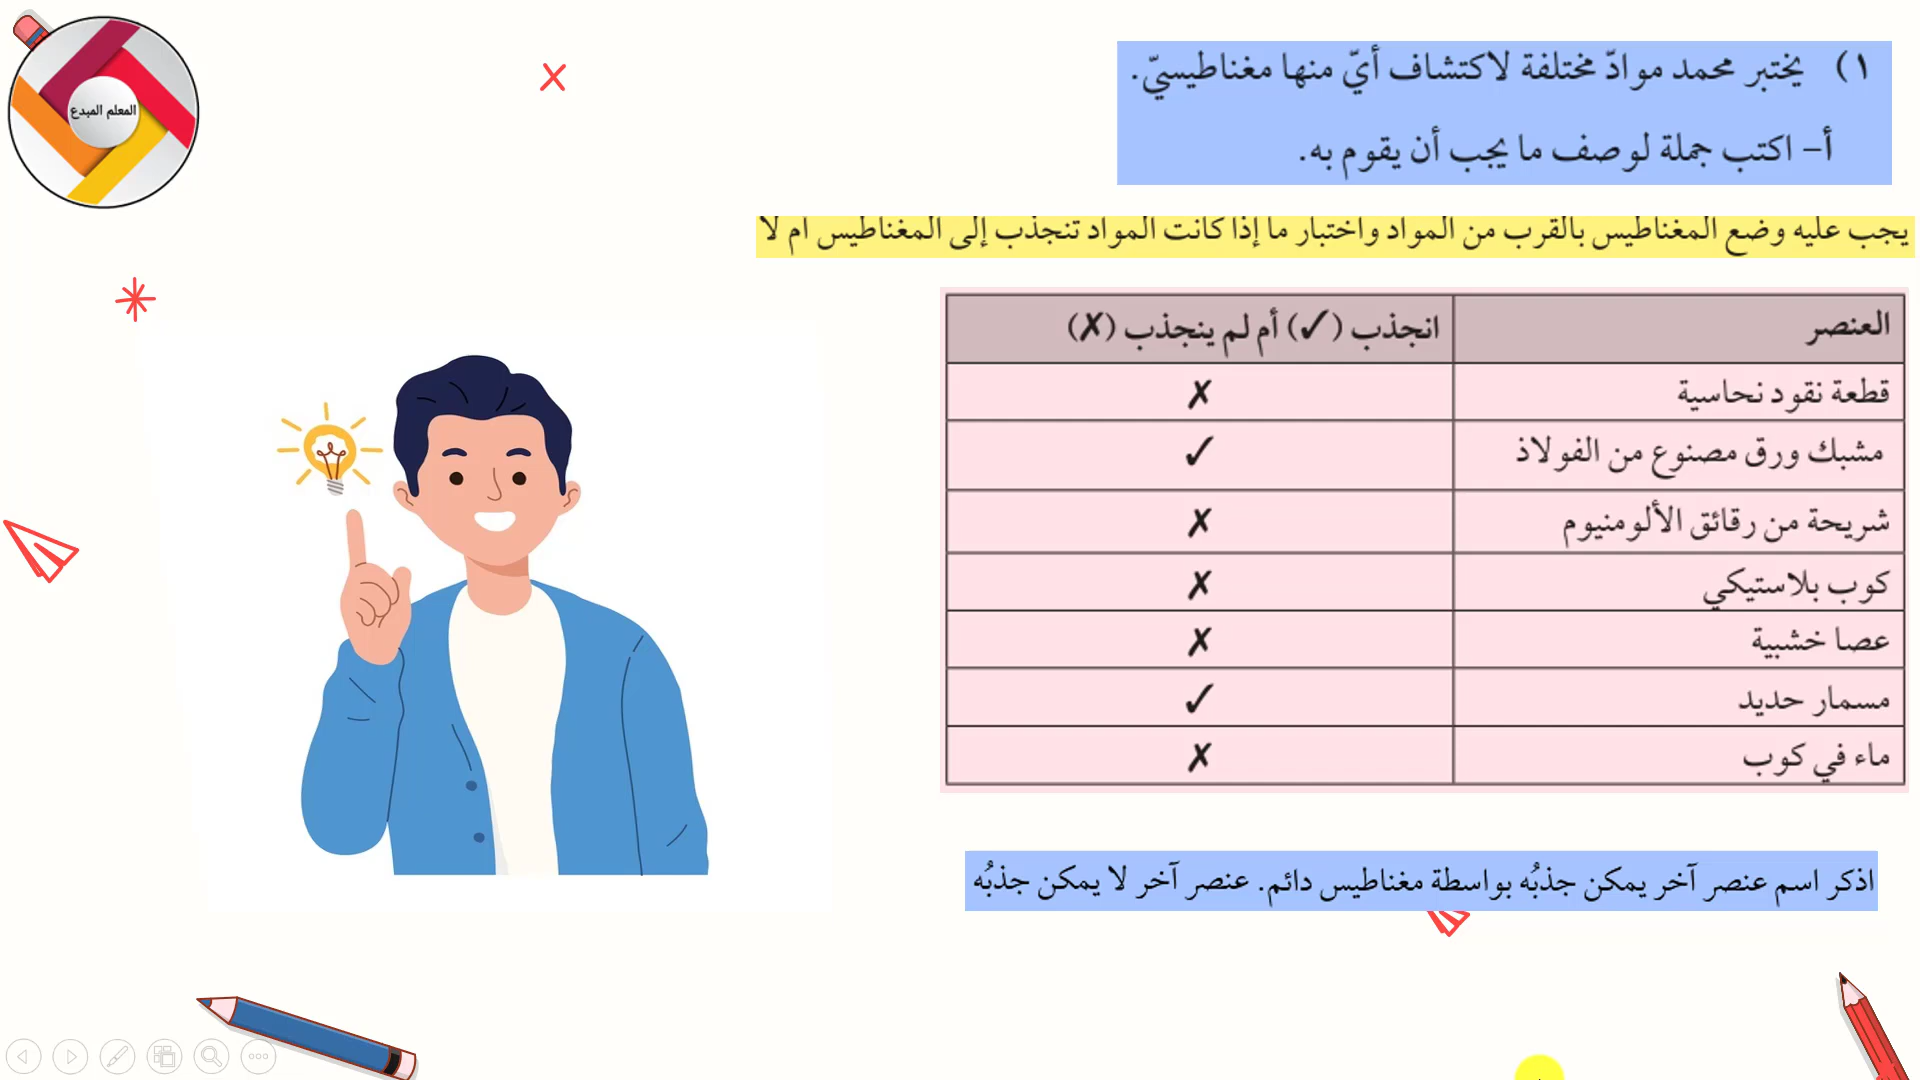 المعلم المبدع
١) يختبر محمد موادّ مختلفة لاكتشاف أيّ منها مغناطيسيّ.
أ– اكتب جملة لوصف ما يجب أن يقوم به.
يجب عليه وضع المغناطيس بالقرب من المواد واختبار ما إذا كانت المواد تنجذب إلى المغناطيس ام لا
العنصر انجذب (✓) أم لم ينجذب (✗)
قطعة نقود نحاسية ✗
مشبك ورق مصنوع من الفولاذ ✓
شريحة من رقائق الألومنيوم ✗
كوب بلاستيكي ✗
عصا خشبية ✗
مسمار حديد ✓
ماء في كوب ✗
اذكر اسم عنصر آخر يمكن جذبُه بواسطة مغناطيس دائم. عنصر آخر لا يمكن جذبُه